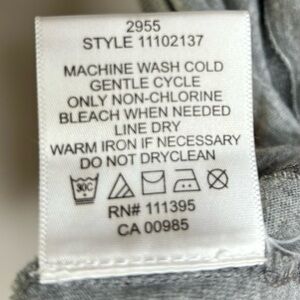 2955
STYLE 11102137
MACHINE WASH COLD
GENTLE CYCLE
ONLY NON-CHLORINE
BLEACH WHEN NEEDED
LINE DRY
WARM IRON IF NECESSARY
DO NOT DRYCLEAN
30C
RN# 111395
CA 00985